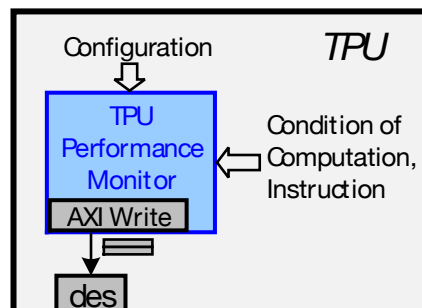 Configuration
TPU
TPU
Performance
Monitor
Condition of
Computation,
Instruction
AXI Write
des